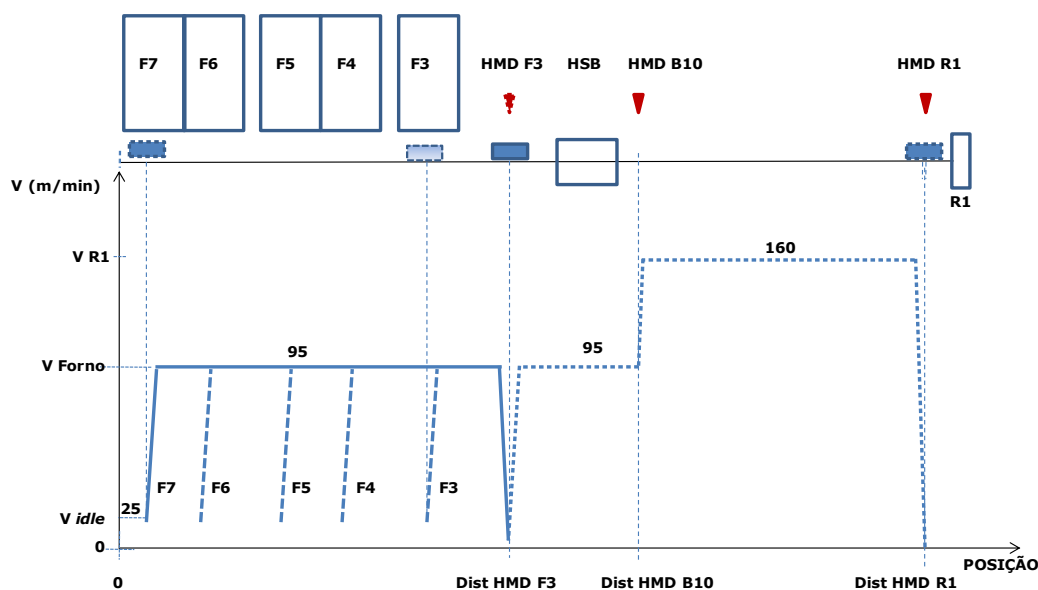 F7 F6 F5 F4 F3 HMD F3 HSB HMD B10 HMD R1
V (m/min)
R1
V R1
160
95
95
V Forno
F7 F6 F5 F4 F3
25
V idle
0
POSIÇÃO
0 Dist HMD F3 Dist HMD B10 Dist HMD R1